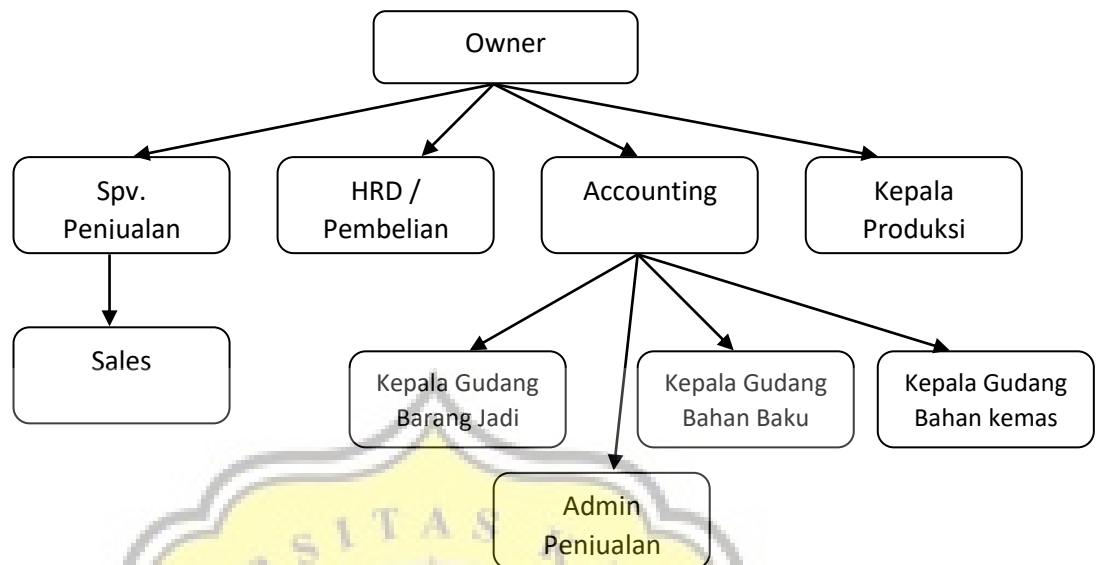 Owner
Spv.
Penjualan
HRD /
Pembelian
Accounting
Kepala
Produksi
Sales
Kepala Gudang
Barang Jadi
Kepala Gudang
Bahan Baku
Kepala Gudang
Bahan kemas
Admin
Penjualan
SITAS